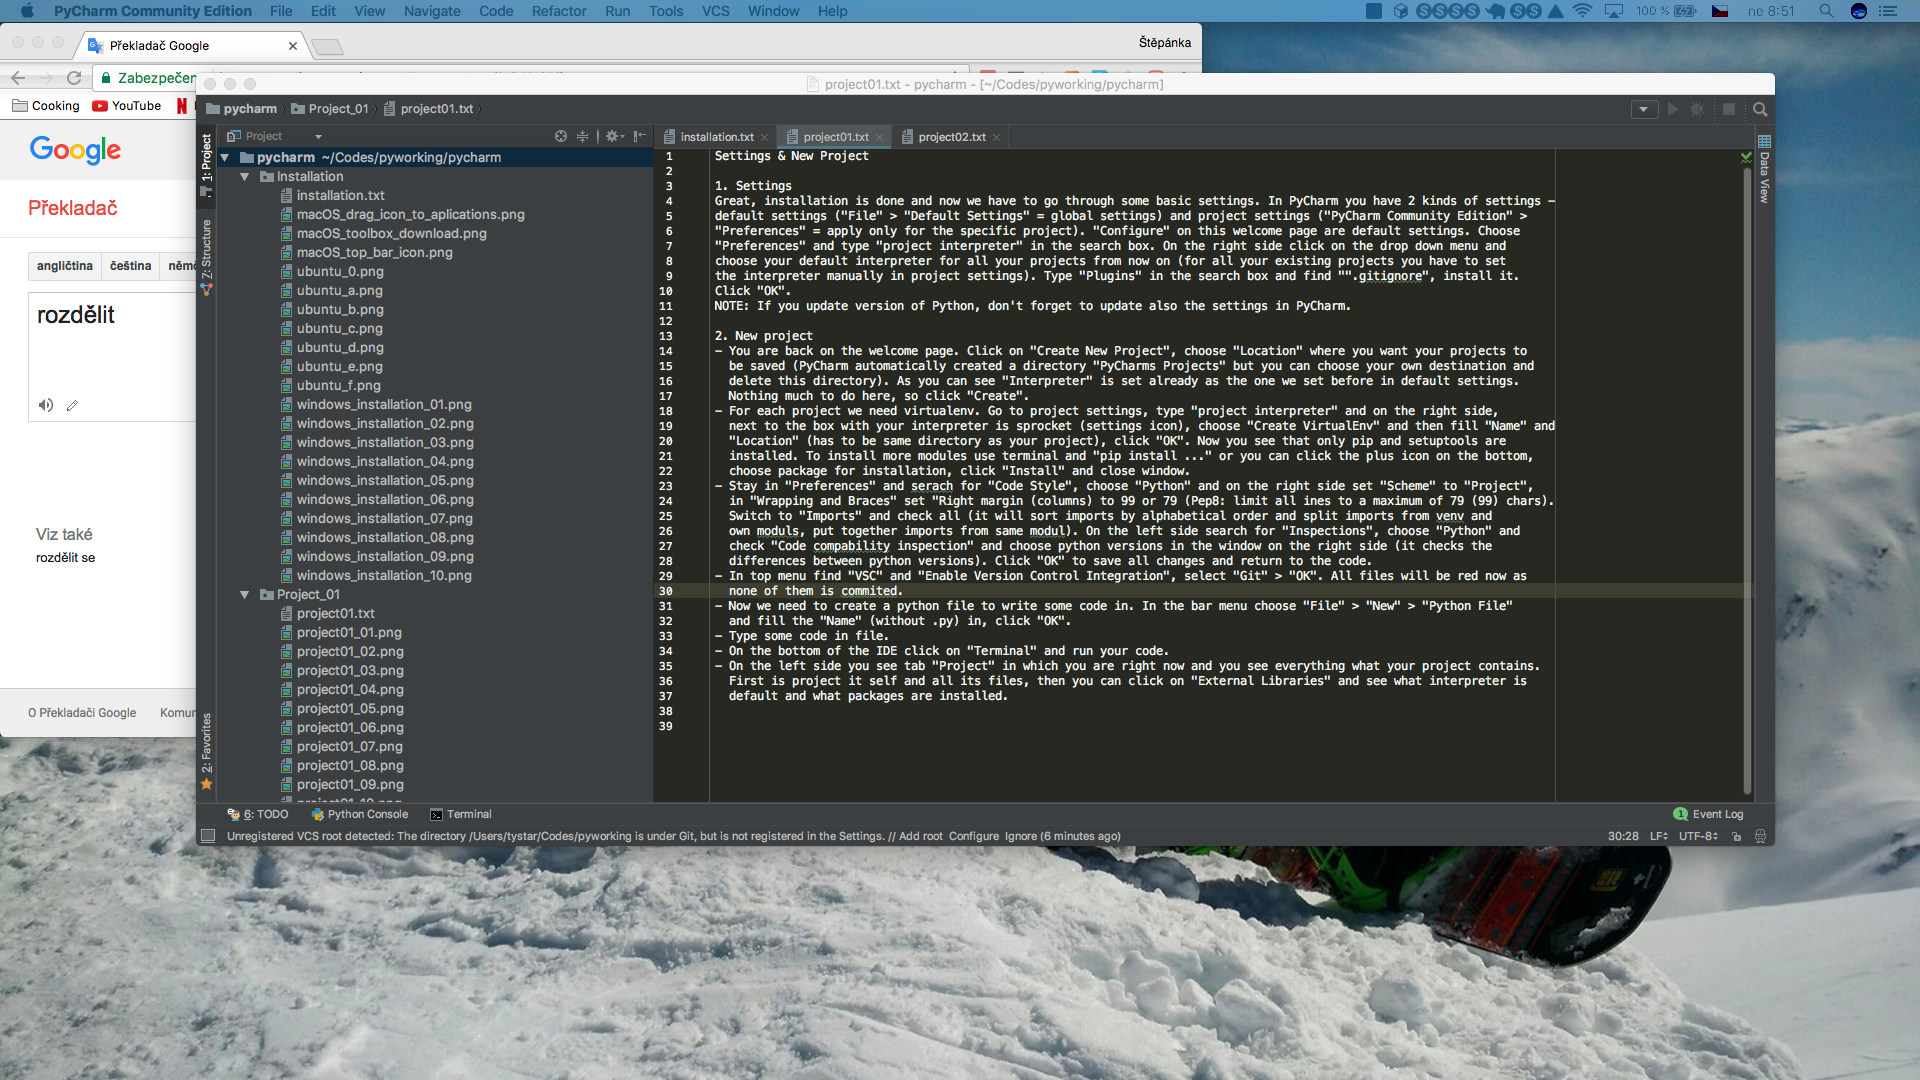 PyCharm Community Edition File Edit View Navigate Code Refactor Run Tools VCS Window Help
100 % ne 8:51
Překladač Google
Štěpánka
Zabezpečen
Cooking YouTube
Google
Překladač
angličtina čeština němč
rozdělit
Viz také
rozdělit se
O Překladači Google Komun
project01.txt - pycharm - [~/Codes/pyworking/pycharm]
pycharm Project_01 project01.txt
Project
1: Project
Z: Structure
2: Favorites
pycharm ~/Codes/pyworking/pycharm
Installation
installation.txt
macOS_drag_icon_to_aplications.png
macOS_toolbox_download.png
macOS_top_bar_icon.png
ubuntu_0.png
ubuntu_a.png
ubuntu_b.png
ubuntu_c.png
ubuntu_d.png
ubuntu_e.png
ubuntu_f.png
windows_installation_01.png
windows_installation_02.png
windows_installation_03.png
windows_installation_04.png
windows_installation_05.png
windows_installation_06.png
windows_installation_07.png
windows_installation_08.png
windows_installation_09.png
windows_installation_10.png
Project_01
project01.txt
project01_01.png
project01_02.png
project01_03.png
project01_04.png
project01_05.png
project01_06.png
project01_07.png
project01_08.png
project01_09.png
project01_10.png
installation.txt project01.txt project02.txt
Data View
1 Settings & New Project
2
3 1. Settings
4 Great, installation is done and now we have to go through some basic settings. In PyCharm you have 2 kinds of settings –
5 default settings ("File" > "Default Settings" = global settings) and project settings ("PyCharm Community Edition" >
6 "Preferences" = apply only for the specific project). "Configure" on this welcome page are default settings. Choose
7 "Preferences" and type "project interpreter" in the search box. On the right side click on the drop down menu and
8 choose your default interpreter for all your projects from now on (for all your existing projects you have to set
9 the interpreter manually in project settings). Type "Plugins" in the search box and find "".gitignore", install it.
10 Click "OK".
11 NOTE: If you update version of Python, don't forget to update also the settings in PyCharm.
12
13 2. New project
14 – You are back on the welcome page. Click on "Create New Project", choose "Location" where you want your projects to
15 be saved (PyCharm automatically created a directory "PyCharms Projects" but you can choose your own destination and
16 delete this directory). As you can see "Interpreter" is set already as the one we set before in default settings.
17 Nothing much to do here, so click "Create".
18 – For each project we need virtualenv. Go to project settings, type "project interpreter" and on the right side,
19 next to the box with your interpreter is sprocket (settings icon), choose "Create VirtualEnv" and then fill "Name" and
20 "Location" (has to be same directory as your project), click "OK". Now you see that only pip and setuptools are
21 installed. To install more modules use terminal and "pip install ..." or you can click the plus icon on the bottom,
22 choose package for installation, click "Install" and close window.
23 – Stay in "Preferences" and serach for "Code Style", choose "Python" and on the right side set "Scheme" to "Project",
24 in "Wrapping and Braces" set "Right margin (columns) to 99 or 79 (Pep8: limit all ines to a maximum of 79 (99) chars).
25 Switch to "Imports" and check all (it will sort imports by alphabetical order and split imports from venv and
26 own moduls, put together imports from same modul). On the left side search for "Inspections", choose "Python" and
27 check "Code compability inspection" and choose python versions in the window on the right side (it checks the
28 differences between python versions). Click "OK" to save all changes and return to the code.
29 – In top menu find "VSC" and "Enable Version Control Integration", select "Git" > "OK". All files will be red now as
30 none of them is commited.
31 – Now we need to create a python file to write some code in. In the bar menu choose "File" > "New" > "Python File"
32 and fill the "Name" (without .py) in, click "OK".
33 – Type some code in file.
34 – On the bottom of the IDE click on "Terminal" and run your code.
35 – On the left side you see tab "Project" in which you are right now and you see everything what your project contains.
36 First is project it self and all its files, then you can click on "External Libraries" and see what interpreter is
37 default and what packages are installed.
38
39
6: TODO Python Console Terminal 1 Event Log
Unregistered VCS root detected: The directory /Users/tystar/Codes/pyworking is under Git, but is not registered in the Settings. // Add root Configure Ignore (6 minutes ago) 30:28 LF UTF-8